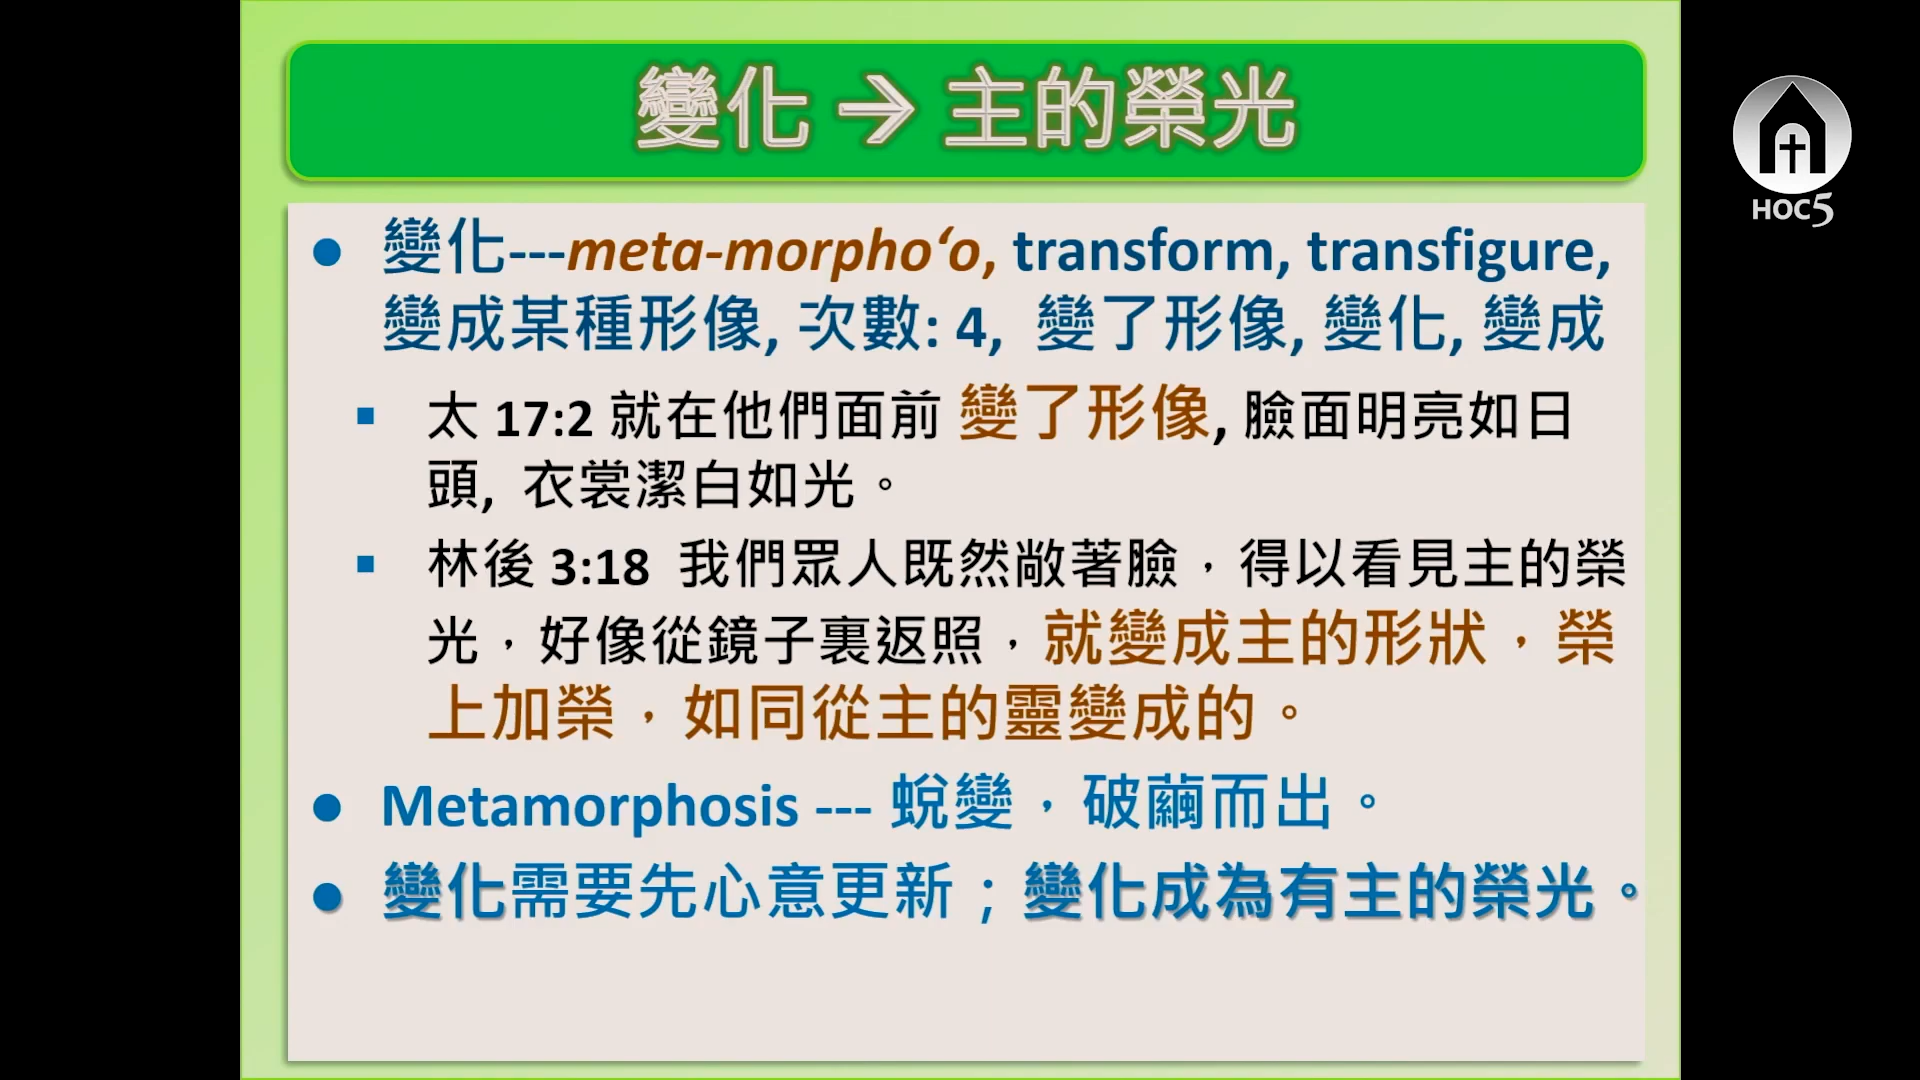 變化 → 主的榮光
HOC5
變化---meta-morpho‘o, transform, transfigure,
變成某種形像, 次數: 4, 變了形像, 變化, 變成
太 17:2 就在他們面前 變了形像, 臉面明亮如日
頭, 衣裳潔白如光。
林後 3:18 我們眾人既然敞著臉，得以看見主的榮
光，好像從鏡子裏返照，就變成主的形狀，榮
上加榮，如同從主的靈變成的。
Metamorphosis --- 蛻變，破繭而出。
變化需要先心意更新；變化成為有主的榮光。